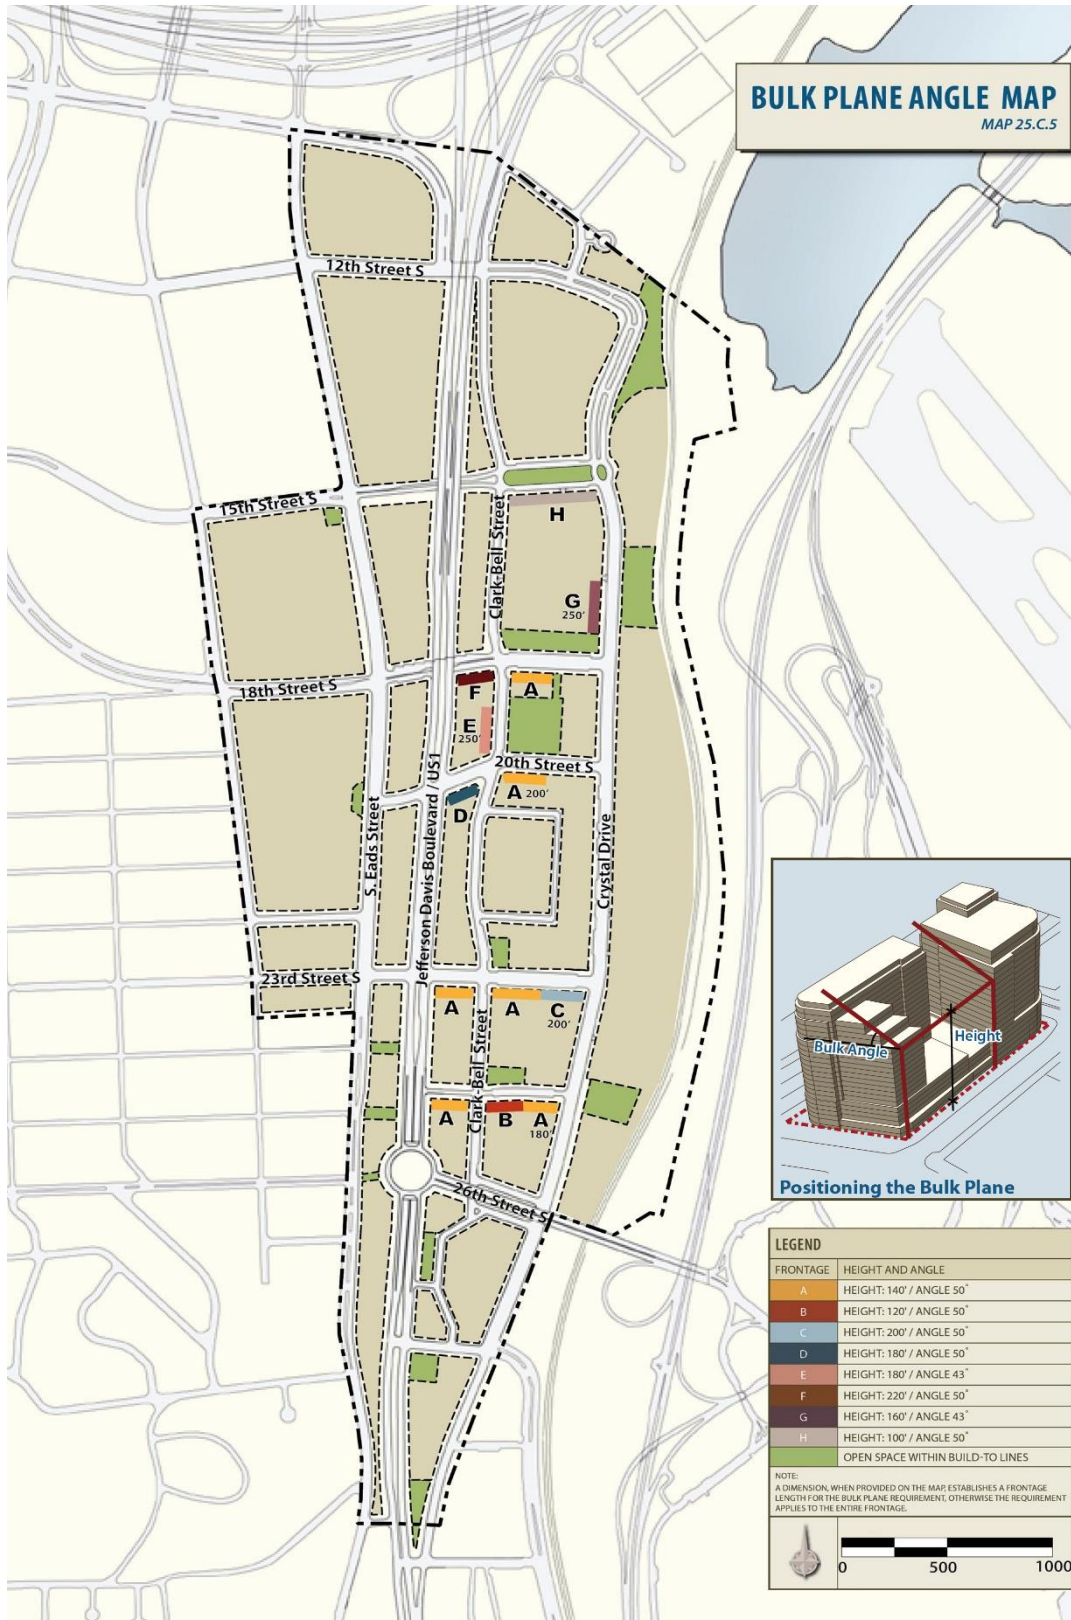 BULK PLANE ANGLE MAP
MAP 25.C.5
12th Street S
15th Street S
Clark-Bell Street
H
G
250'
18th Street S
F
A
E
250'
20th Street S
A 200'
D
Jefferson Davis Boulevard / US1
S. Eads Street
Crystal Drive
23rd Street S
A
A
C
200'
Clark-Bell Street
A
B
A
180'
26th Street S
Bulk Angle
Height
Positioning the Bulk Plane
LEGEND
FRONTAGE HEIGHT AND ANGLE
A HEIGHT: 140' / ANGLE 50°
B HEIGHT: 120' / ANGLE 50°
C HEIGHT: 200' / ANGLE 50°
D HEIGHT: 180' / ANGLE 50°
E HEIGHT: 180' / ANGLE 43°
F HEIGHT: 220' / ANGLE 50°
G HEIGHT: 160' / ANGLE 43°
H HEIGHT: 100' / ANGLE 50°
OPEN SPACE WITHIN BUILD-TO LINES
NOTE:
A DIMENSION, WHEN PROVIDED ON THE MAP, ESTABLISHES A FRONTAGE
LENGTH FOR THE BULK PLANE REQUIREMENT, OTHERWISE THE REQUIREMENT
APPLIES TO THE ENTIRE FRONTAGE.
0 500 1000